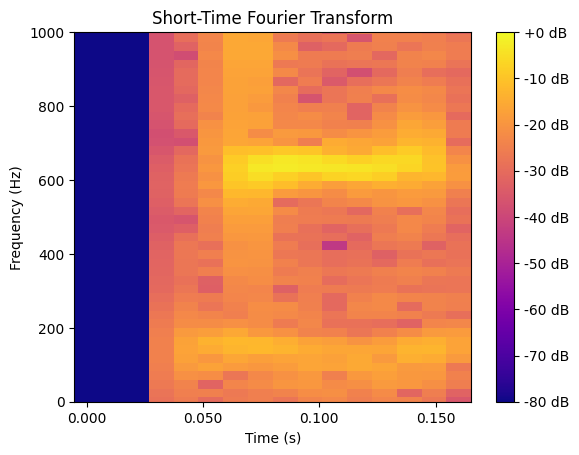 Short-Time Fourier Transform
1000
800
600
400
200
0
Frequency (Hz)
0.000
0.050
0.100
0.150
Time (s)
+0 dB
-10 dB
-20 dB
-30 dB
-40 dB
-50 dB
-60 dB
-70 dB
-80 dB